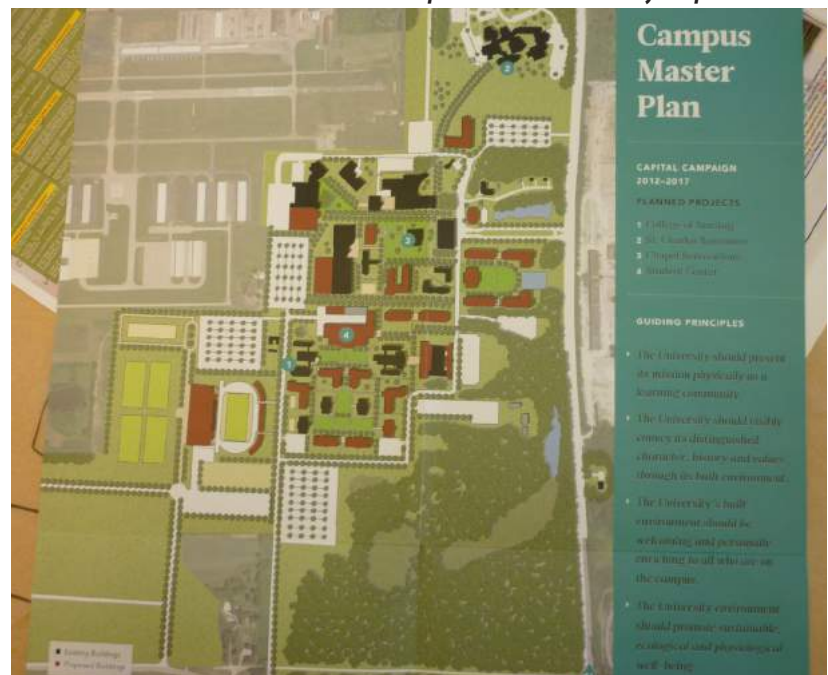 Campus
Master
Plan
CAPITAL CAMPAIGN
2012–2017
PLANNED PROJECTS
1 College of Nursing
2
3 Chapel
4 Student Center
GUIDING PRINCIPLES
• The University should present
its mission physically as a
learning community
• The University should visibly
convey its distinguished
character, history and values
through its built environment.
• The University's built
environment should be
welcoming and personally
enriching to all who are on
the campus.
• The University environment
should promote sustainable,
ecological and physiological
well-being
2
3
4
1
Existing Buildings
Proposed Buildings